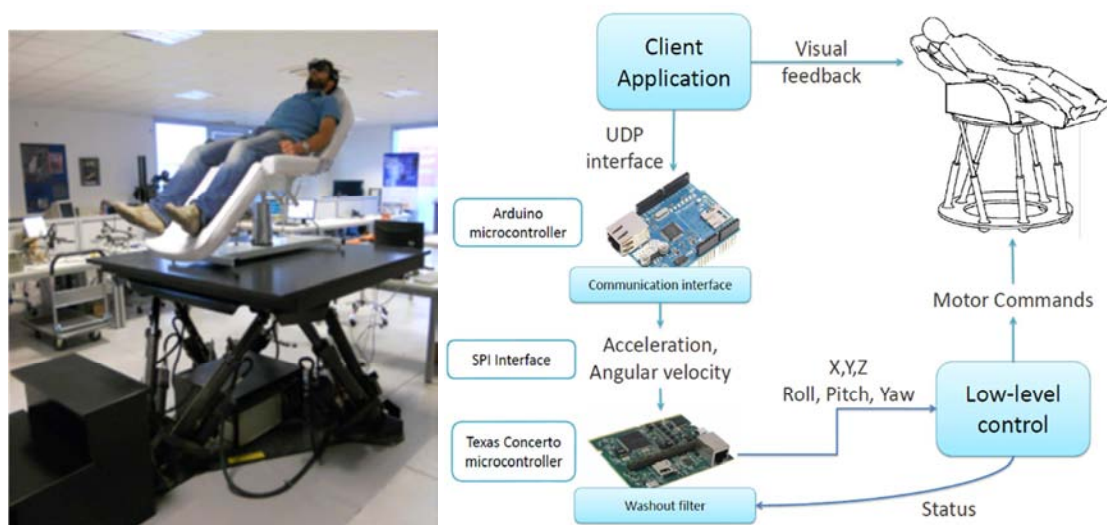 Client
Application
Visual
feedback
UDP
interface
Arduino
microcontroller
Communication interface
SPI Interface
Acceleration,
Angular velocity
Motor Commands
X,Y,Z
Roll, Pitch, Yaw
Low-level
control
Texas Concerto
microcontroller
Washout filter
Status